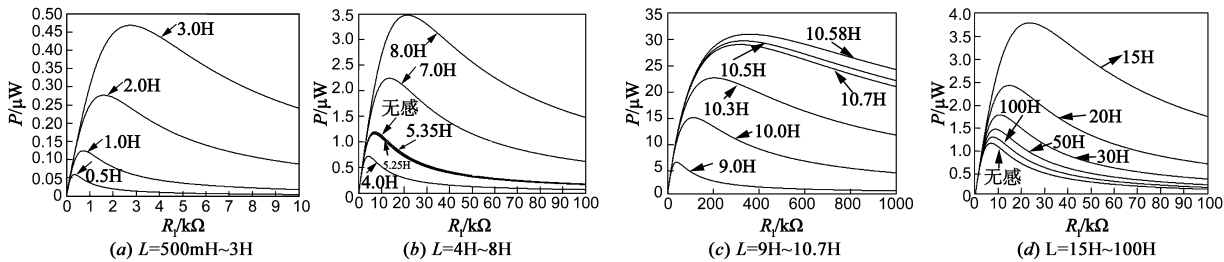 P/μW
0.50
0.45
0.40
0.35
0.30
0.25
0.20
0.15
0.10
0.05
0
1
2
3
4
5
6
7
8
9
10
3.0H
2.0H
1.0H
0.5H
R_I/kΩ
(a) L=500mH~3H
P/μW
3.5
3.0
2.5
2.0
1.5
1.0
0.5
0
10
20
30
40
50
60
70
80
90
100
8.0H
7.0H
无感
5.35H
5.25H
4.0H
R_I/kΩ
(b) L=4H~8H
P/μW
35
30
25
20
15
10
5
0
200
400
600
800
1000
10.58H
10.5H
10.7H
10.3H
10.0H
9.0H
R_I/kΩ
(c) L=9H~10.7H
P/μW
4.0
3.5
3.0
2.5
2.0
1.5
1.0
0.5
0
10
20
30
40
50
60
70
80
90
100
15H
100H
20H
50H
30H
无感
R_I/kΩ
(d) L=15H~100H